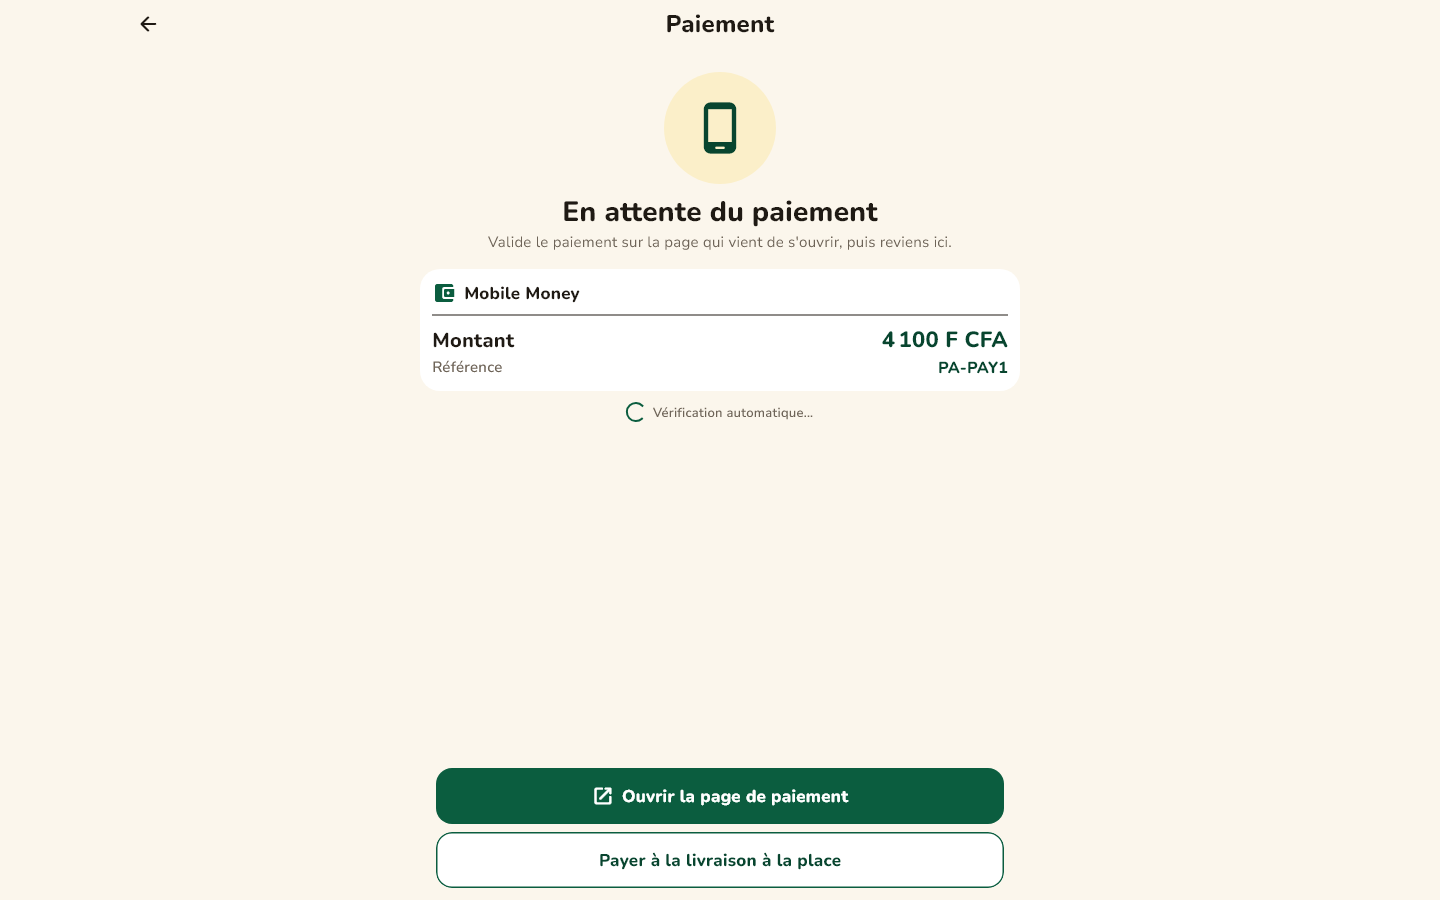 Paiement
En attente du paiement
Valide le paiement sur la page qui vient de s'ouvrir, puis reviens ici.
Mobile Money
Montant 4 100 F CFA
Référence PA-PAY1
Vérification automatique...
Ouvrir la page de paiement
Payer à la livraison à la place